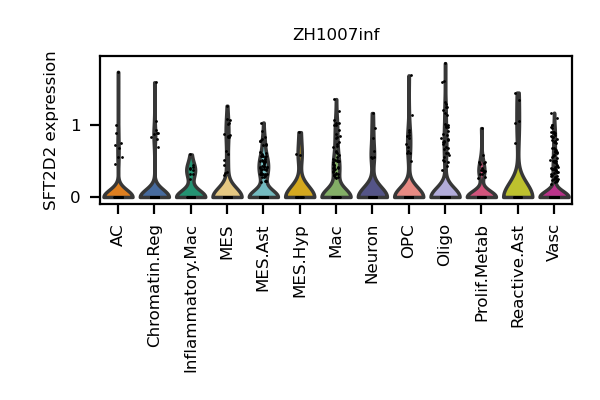 ZH1007inf
SFT2D2 expression
1
0
AC
Chromatin.Reg
Inflammatory.Mac
MES
MES.Ast
MES.Hyp
Mac
Neuron
OPC
Oligo
Prolif.Metab
Reactive.Ast
Vasc